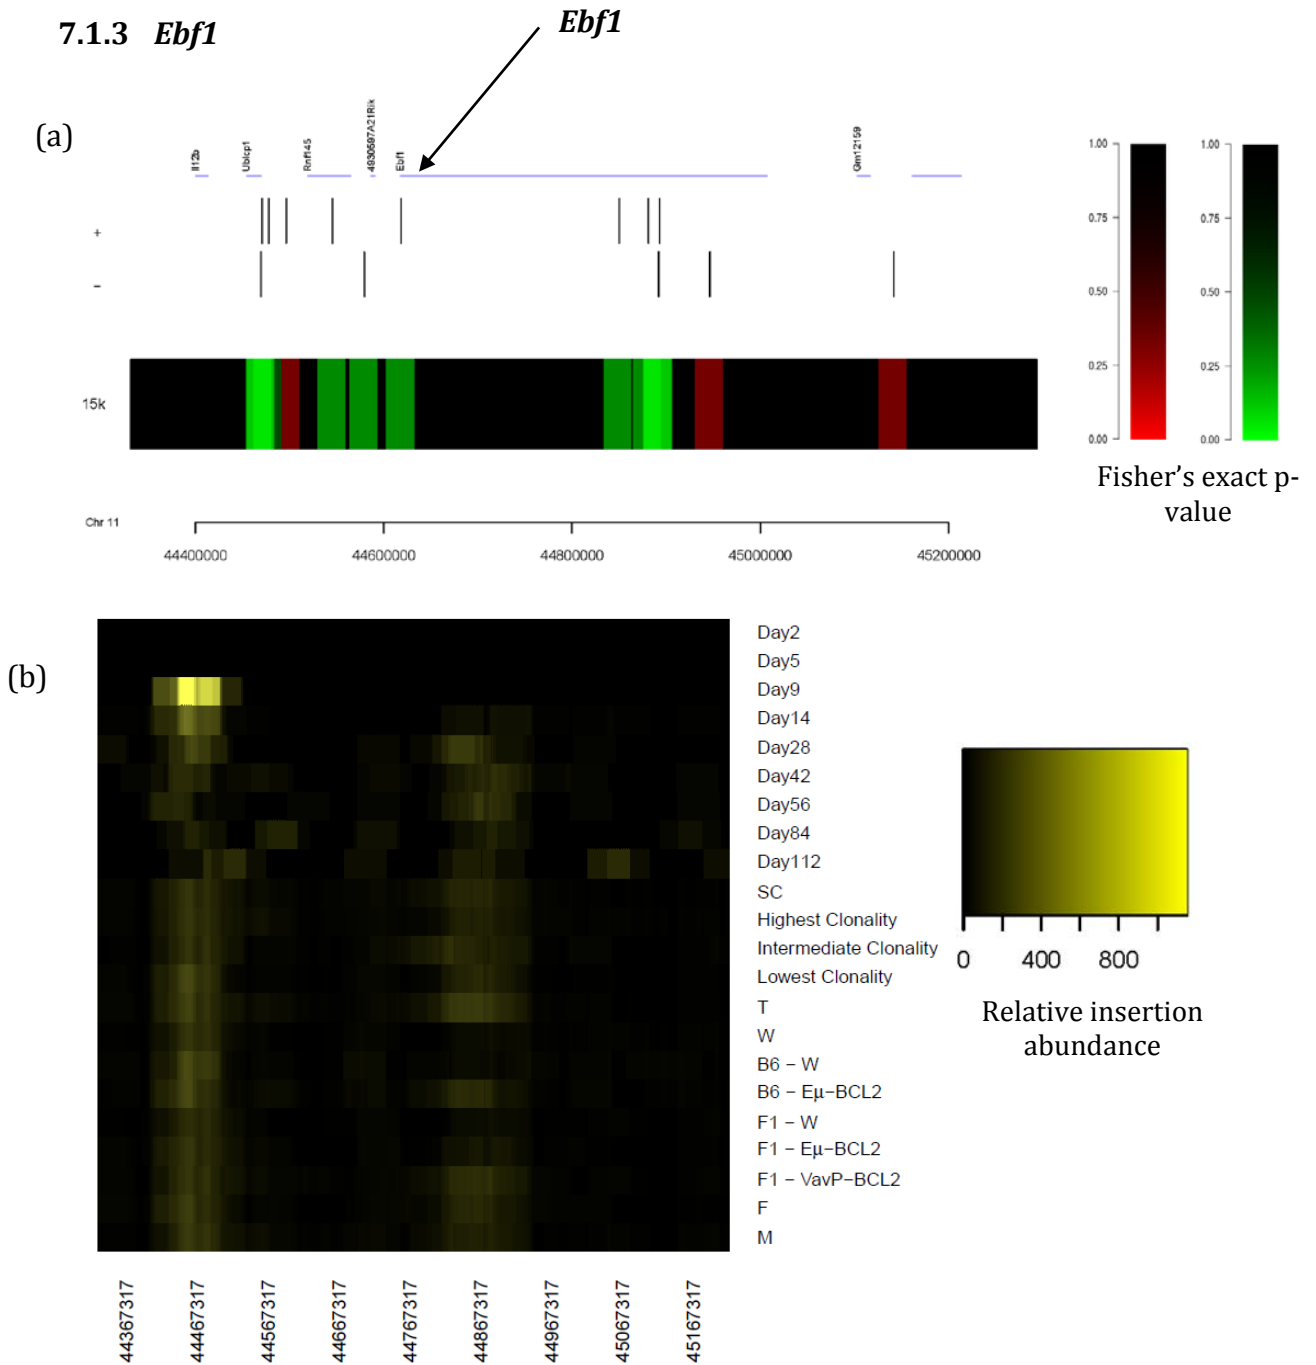 7.1.3 Ebf1
Ebf1
(a)
Il12b
Ublcp1
Rnf145
4930597A21Rik
Ebf1
Gm12159
+
−
15k
Chr 11
44400000
44600000
44800000
45000000
45200000
1.00
0.75
0.50
0.25
0.00
1.00
0.75
0.50
0.25
0.00
Fisher's exact p-
value
(b)
Day2
Day5
Day9
Day14
Day28
Day42
Day56
Day84
Day112
SC
Highest Clonality
Intermediate Clonality
Lowest Clonality
T
W
B6 − W
B6 − Eμ−BCL2
F1 − W
F1 − Eμ−BCL2
F1 − VavP−BCL2
F
M
44367317
44467317
44567317
44667317
44767317
44867317
44967317
45067317
45167317
0
400
800
Relative insertion
abundance